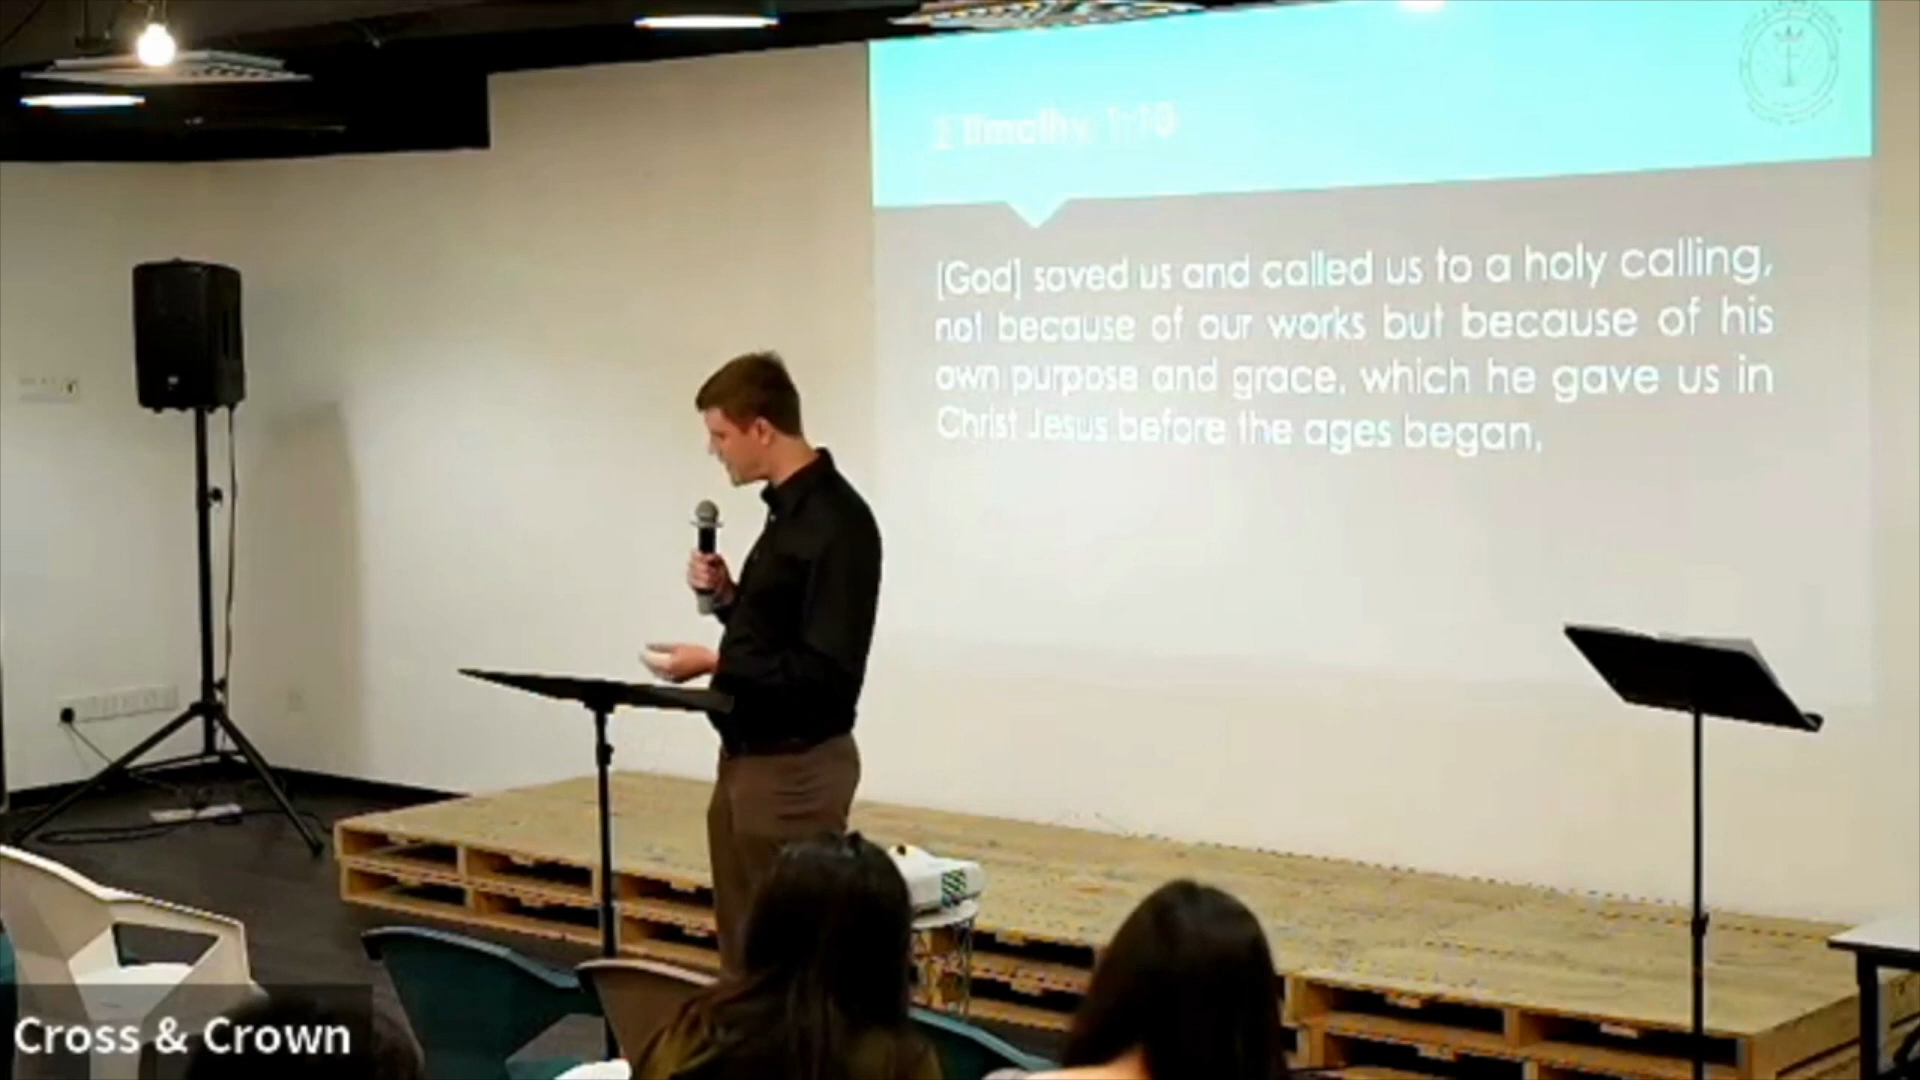 2 Timothy 1:10
[God] saved us and called us to a holy calling,
not because of our works but because of his
own purpose and grace, which he gave us in
Christ Jesus before the ages began,
Cross & Crown